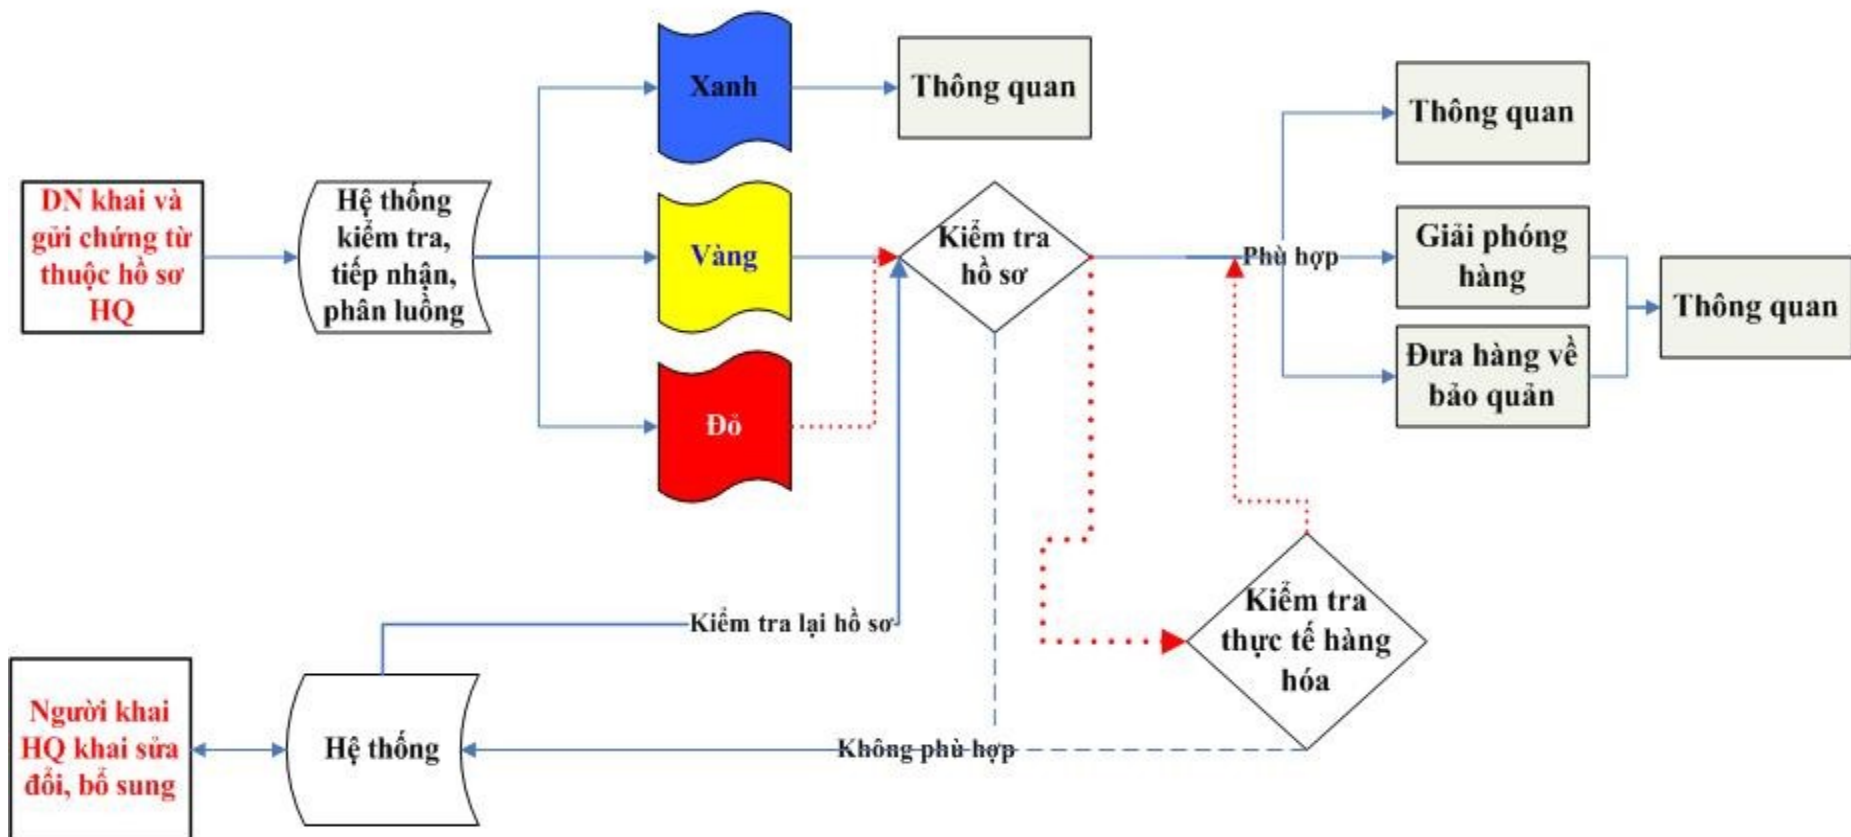 Xanh
Thông quan
Thông quan
DN khai và
gửi chứng từ
thuộc hồ sơ
HQ
Hệ thống
kiểm tra,
tiếp nhận,
phân luồng
Vàng
Kiểm tra
hồ sơ
Phù hợp
Giải phóng
hàng
Thông quan
Đưa hàng về
bảo quản
Đỏ
Kiểm tra lại hồ sơ
Kiểm tra
thực tế hàng
hóa
Người khai
HQ khai sửa
đổi, bổ sung
Hệ thống
Không phù hợp